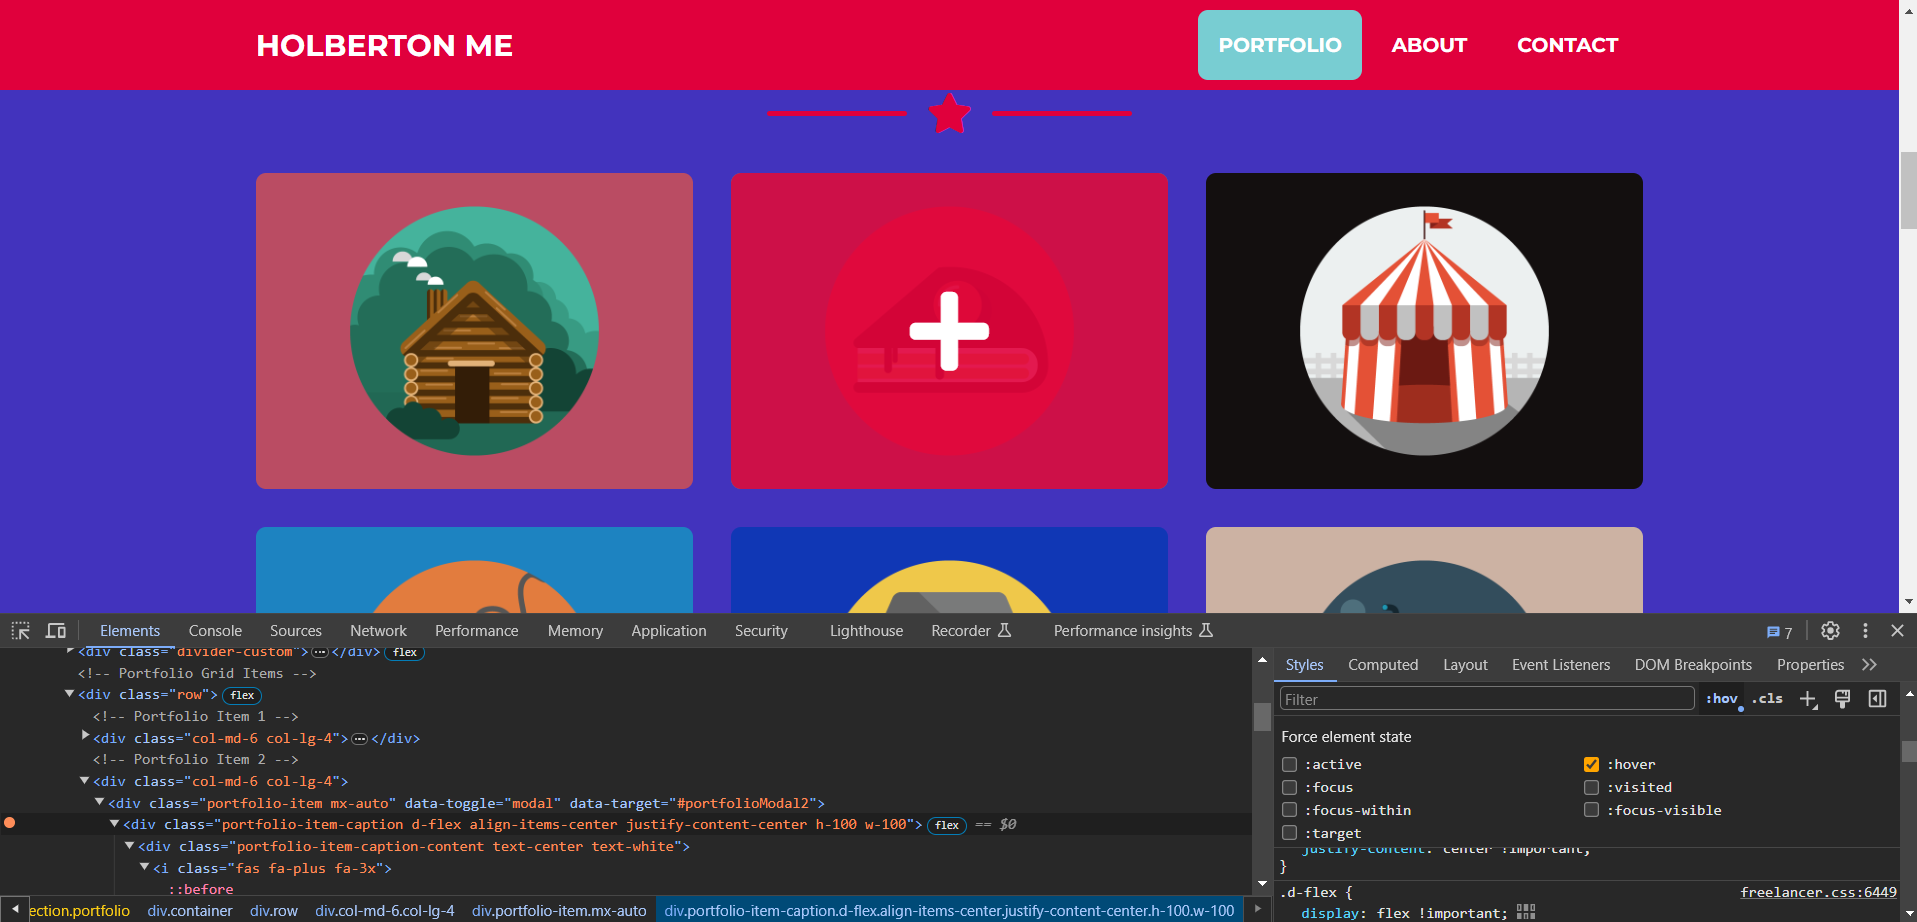 HOLBERTON ME
PORTFOLIO ABOUT CONTACT
Elements Console Sources Network Performance Memory Application Security Lighthouse Recorder Performance insights 7
<div class="divider-custom"> ⋯ </div> flex
<!-- Portfolio Grid Items -->
<div class="row"> flex
<!-- Portfolio Item 1 -->
<div class="col-md-6 col-lg-4"> ⋯ </div>
<!-- Portfolio Item 2 -->
<div class="col-md-6 col-lg-4">
<div class="portfolio-item mx-auto" data-toggle="modal" data-target="#portfolioModal2">
<div class="portfolio-item-caption d-flex align-items-center justify-content-center h-100 w-100"> flex == $0
<div class="portfolio-item-caption-content text-center text-white">
<i class="fas fa-plus fa-3x">
::before
ection.portfolio div.container div.row div.col-md-6.col-lg-4 div.portfolio-item.mx-auto div.portfolio-item-caption.d-flex.align-items-center.justify-content-center.h-100.w-100
Styles Computed Layout Event Listeners DOM Breakpoints Properties
Filter :hov .cls
Force element state
:active :hover
:focus :visited
:focus-within :focus-visible
:target
justify-content: center !important;
}
.d-flex { freelancer.css:6449
display: flex !important;